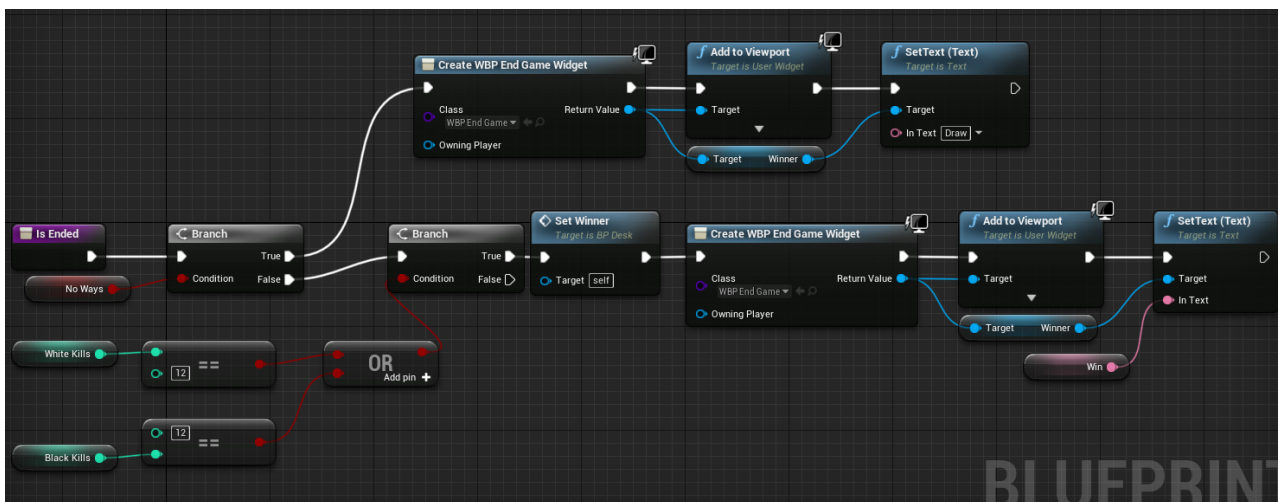 Create WBP End Game Widget
Class
WBP End Game
Return Value
Owning Player
Add to Viewport
Target is User Widget
Target
Target Winner
SetText (Text)
Target is Text
Target
In Text Draw
Is Ended
No Ways
Branch
True
Condition
False
Branch
True
Condition
False
Set Winner
Target is BP Desk
Target self
Create WBP End Game Widget
Class
WBP End Game
Return Value
Owning Player
Add to Viewport
Target is User Widget
Target
Target Winner
SetText (Text)
Target is Text
Target
In Text
Win
White Kills
12
==
OR
Add pin +
Black Kills
12
==
BLUEPRINT